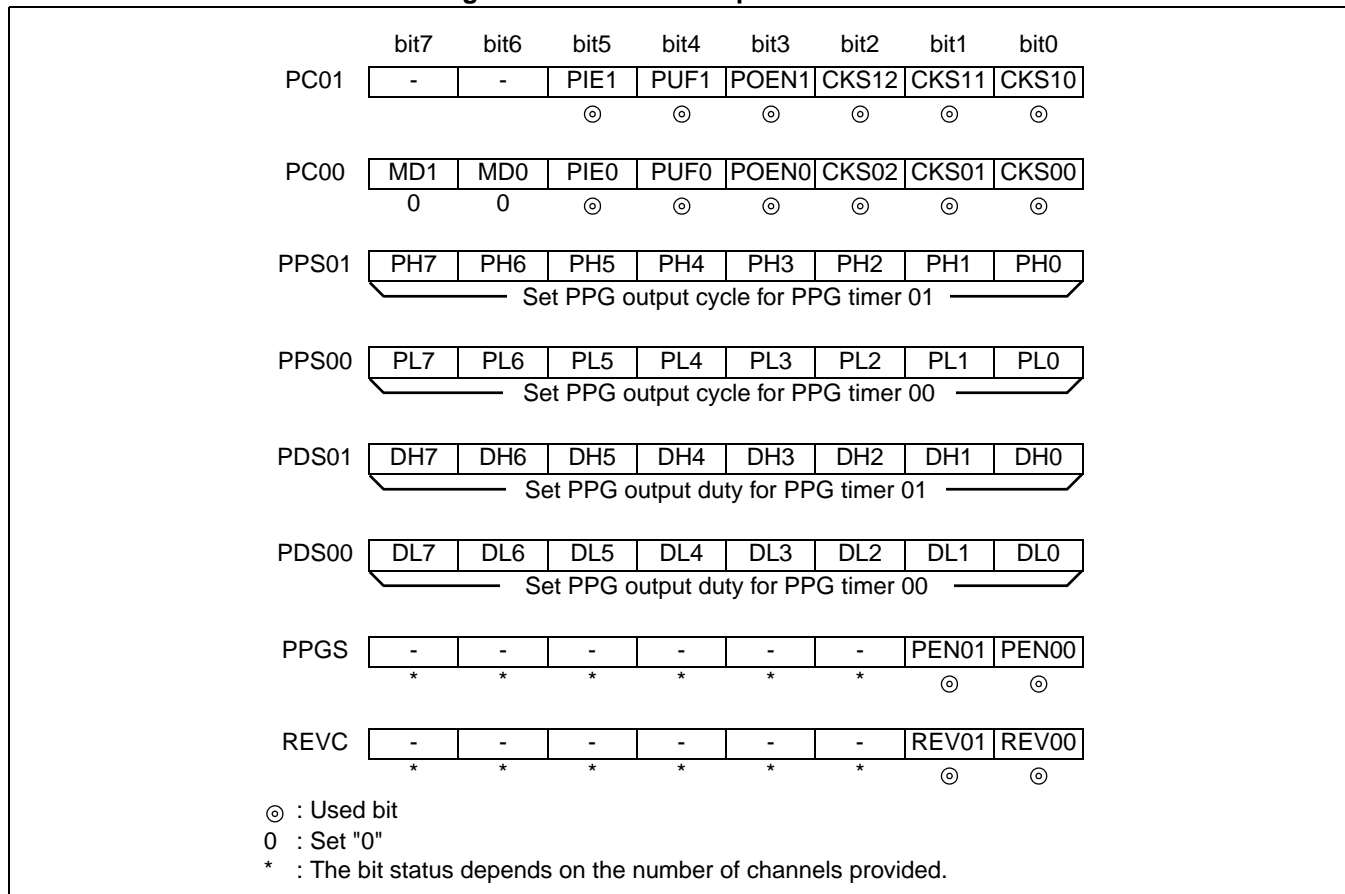 bit7 bit6 bit5 bit4 bit3 bit2 bit1 bit0
PC01 - - PIE1 PUF1 POEN1 CKS12 CKS11 CKS10
◎ ◎ ◎ ◎ ◎ ◎
PC00 MD1 MD0 PIE0 PUF0 POEN0 CKS02 CKS01 CKS00
0 0 ◎ ◎ ◎ ◎ ◎ ◎
PPS01 PH7 PH6 PH5 PH4 PH3 PH2 PH1 PH0
Set PPG output cycle for PPG timer 01
PPS00 PL7 PL6 PL5 PL4 PL3 PL2 PL1 PL0
Set PPG output cycle for PPG timer 00
PDS01 DH7 DH6 DH5 DH4 DH3 DH2 DH1 DH0
Set PPG output duty for PPG timer 01
PDS00 DL7 DL6 DL5 DL4 DL3 DL2 DL1 DL0
Set PPG output duty for PPG timer 00
PPGS - - - - - - PEN01 PEN00
* * * * * * ◎ ◎
REVC - - - - - - REV01 REV00
* * * * * * ◎ ◎
◎ : Used bit
0 : Set "0"
* : The bit status depends on the number of channels provided.